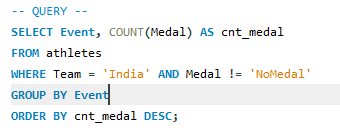 -- QUERY --
SELECT Event, COUNT(Medal) AS cnt_medal
FROM athletes
WHERE Team = 'India' AND Medal != 'NoMedal'
GROUP BY Event
ORDER BY cnt_medal DESC;